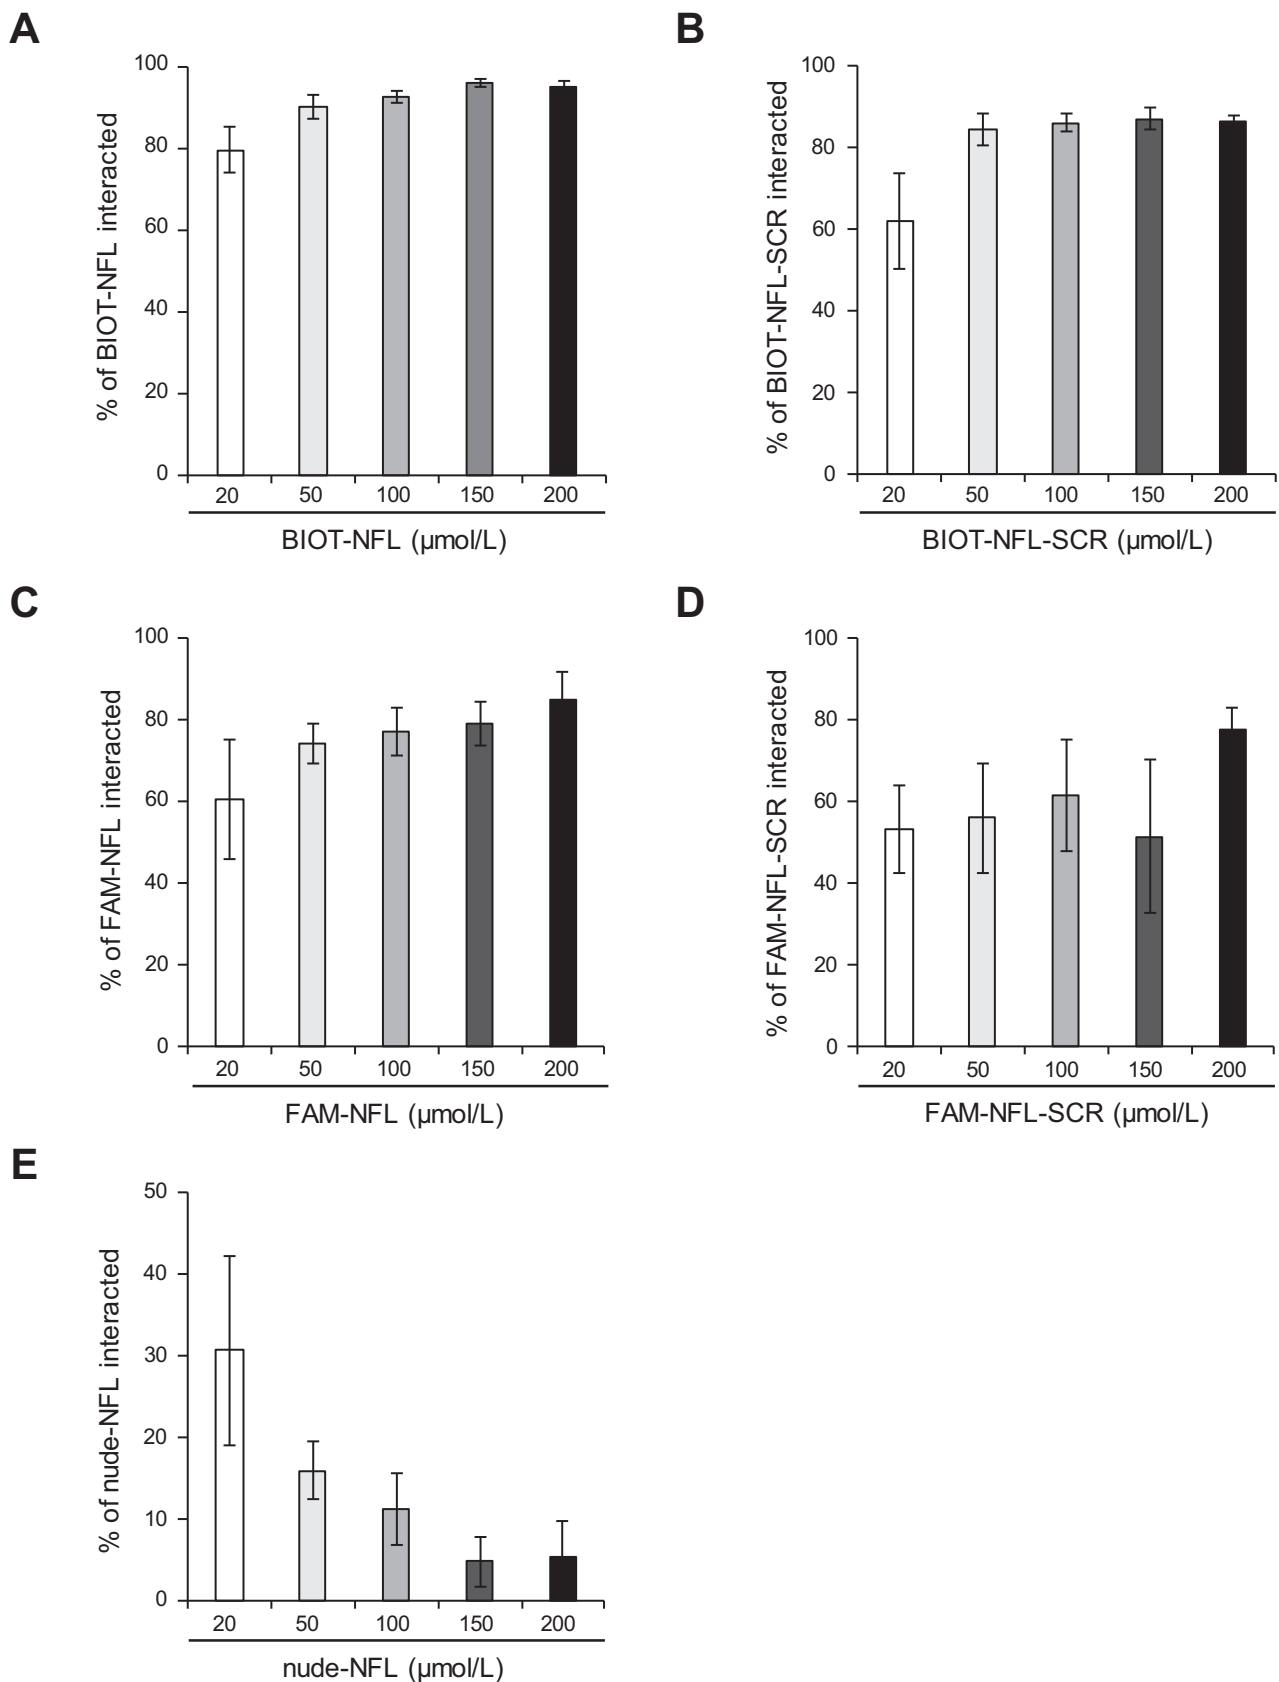 A
% of BIOT-NFL interacted
100
80
60
40
20
0
20 50 100 150 200
BIOT-NFL (µmol/L)
B
% of BIOT-NFL-SCR interacted
100
80
60
40
20
0
20 50 100 150 200
BIOT-NFL-SCR (µmol/L)
C
% of FAM-NFL interacted
100
80
60
40
20
0
20 50 100 150 200
FAM-NFL (µmol/L)
D
% of FAM-NFL-SCR interacted
100
80
60
40
20
0
20 50 100 150 200
FAM-NFL-SCR (µmol/L)
E
% of nude-NFL interacted
50
40
30
20
10
0
20 50 100 150 200
nude-NFL (µmol/L)